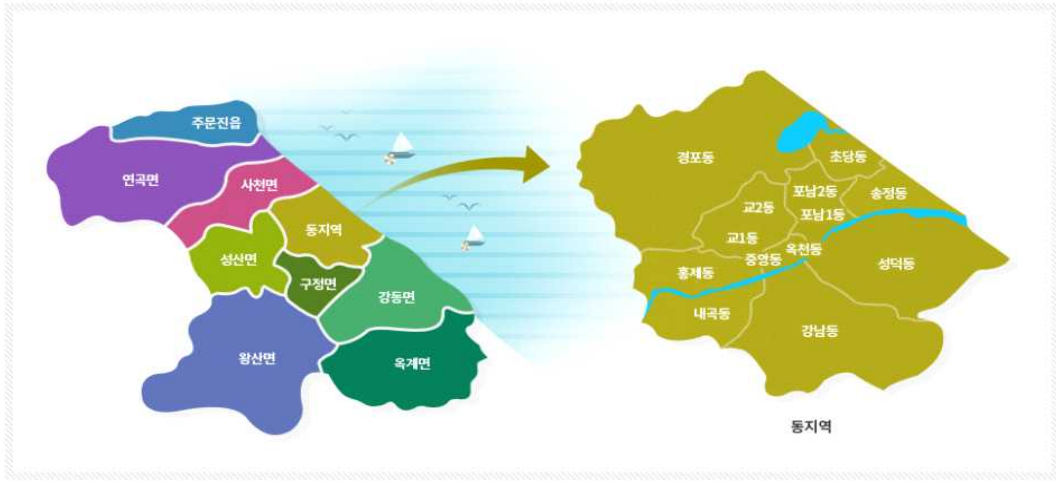 주문진읍
연곡면
사천면
동지역
성산면
구정면
강동면
왕산면
옥계면
경포동
초당동
포남2동
송정동
교2동
포남1동
교1동
옥천동
중앙동
성덕동
홍제동
내곡동
강남동
동지역